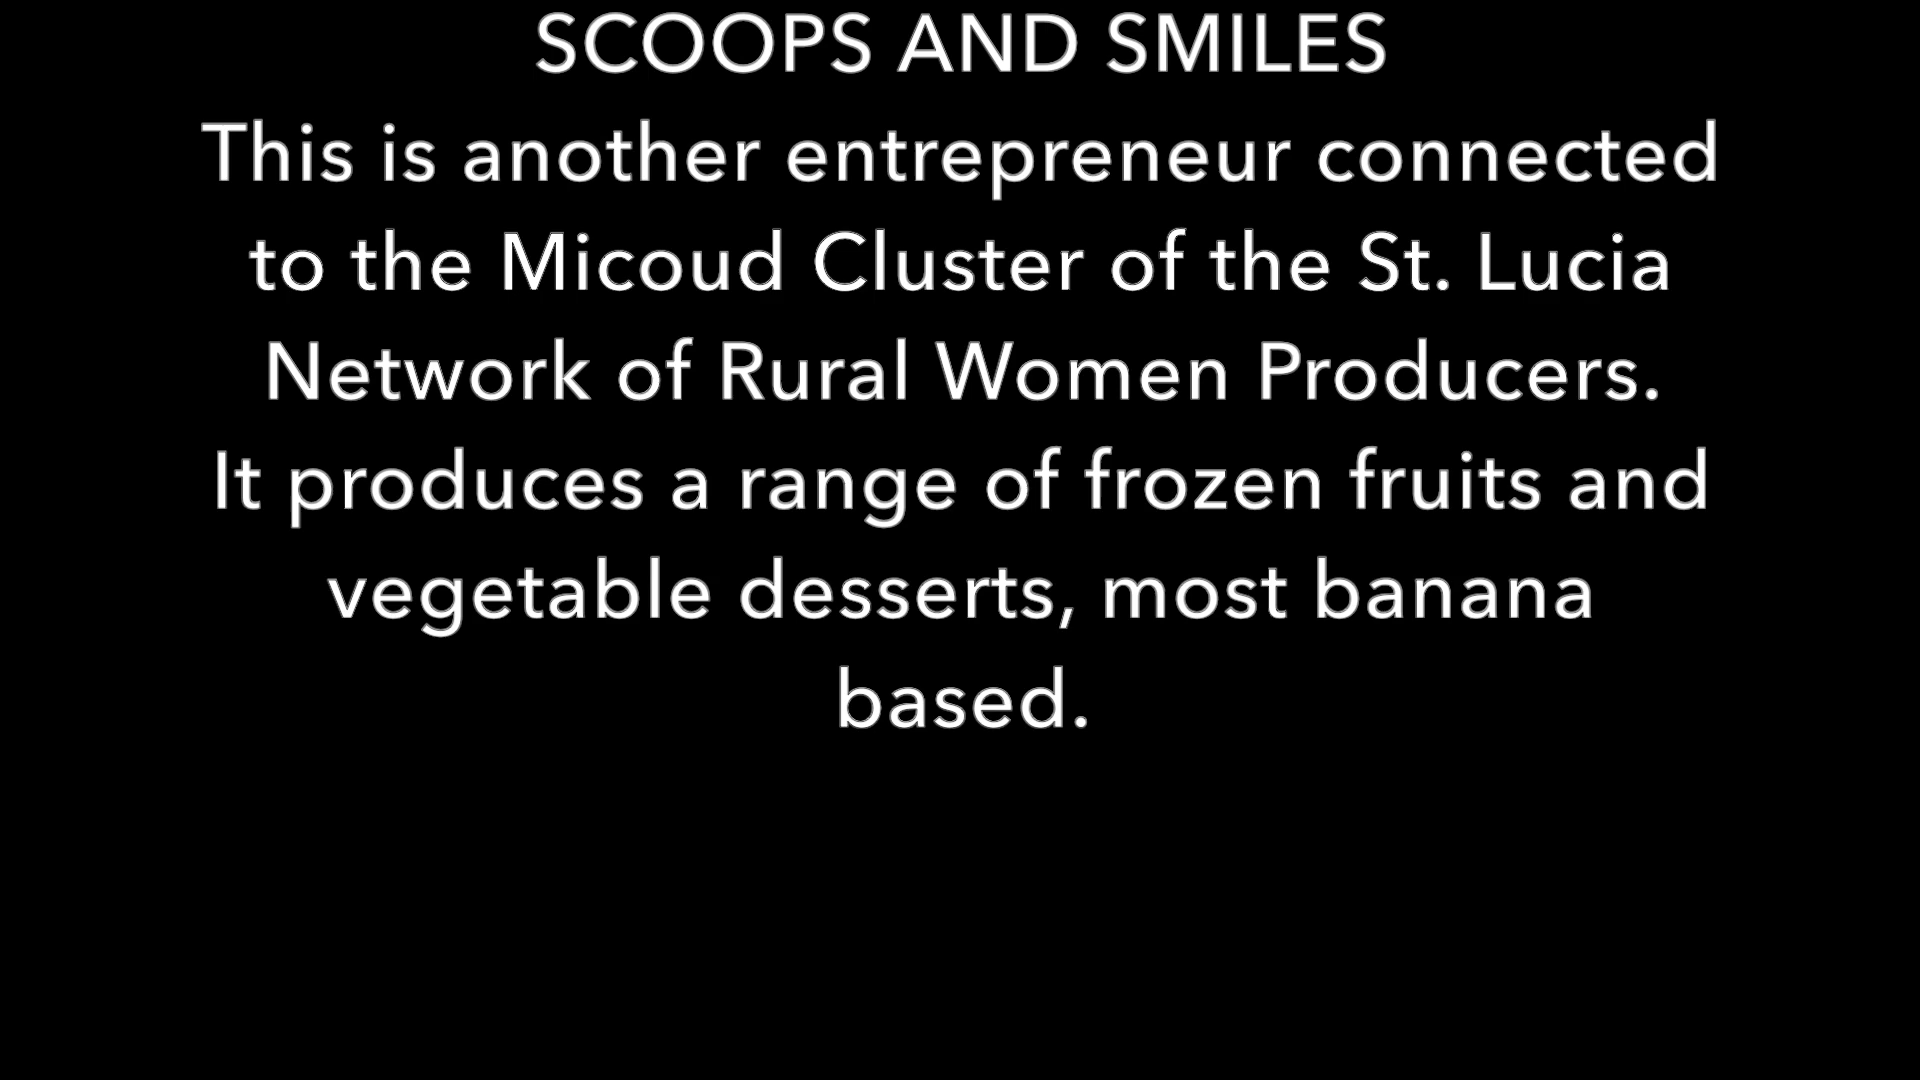 SCOOPS AND SMILES
This is another entrepreneur connected
to the Micoud Cluster of the St. Lucia
Network of Rural Women Producers.
It produces a range of frozen fruits and
vegetable desserts, most banana
based.